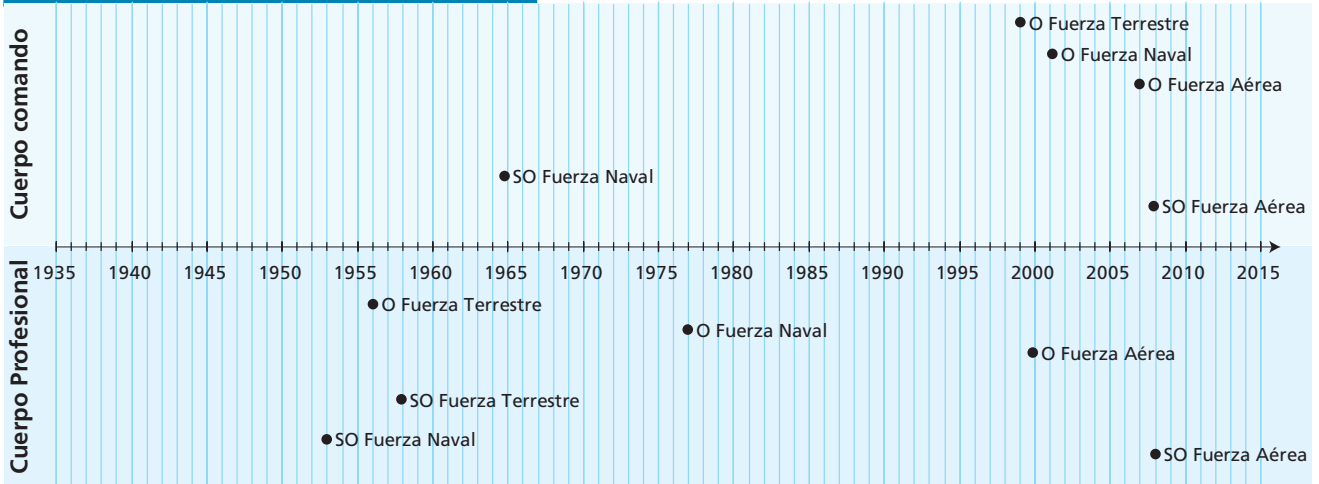 Cuerpo comando
O Fuerza Terrestre
O Fuerza Naval
O Fuerza Aérea
SO Fuerza Naval
SO Fuerza Aérea
1935 1940 1945 1950 1955 1960 1965 1970 1975 1980 1985 1990 1995 2000 2005 2010 2015
Cuerpo Profesional
O Fuerza Terrestre
O Fuerza Naval
O Fuerza Aérea
SO Fuerza Terrestre
SO Fuerza Naval
SO Fuerza Aérea